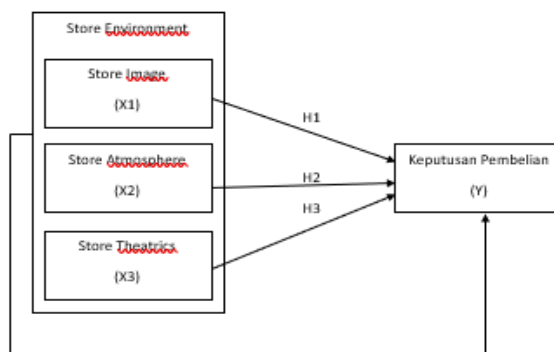 Store Environment
Store Image
(X1)
Store Atmosphere
(X2)
Store Theatrics
(X3)
H1
H2
H3
Keputusan Pembelian
(Y)